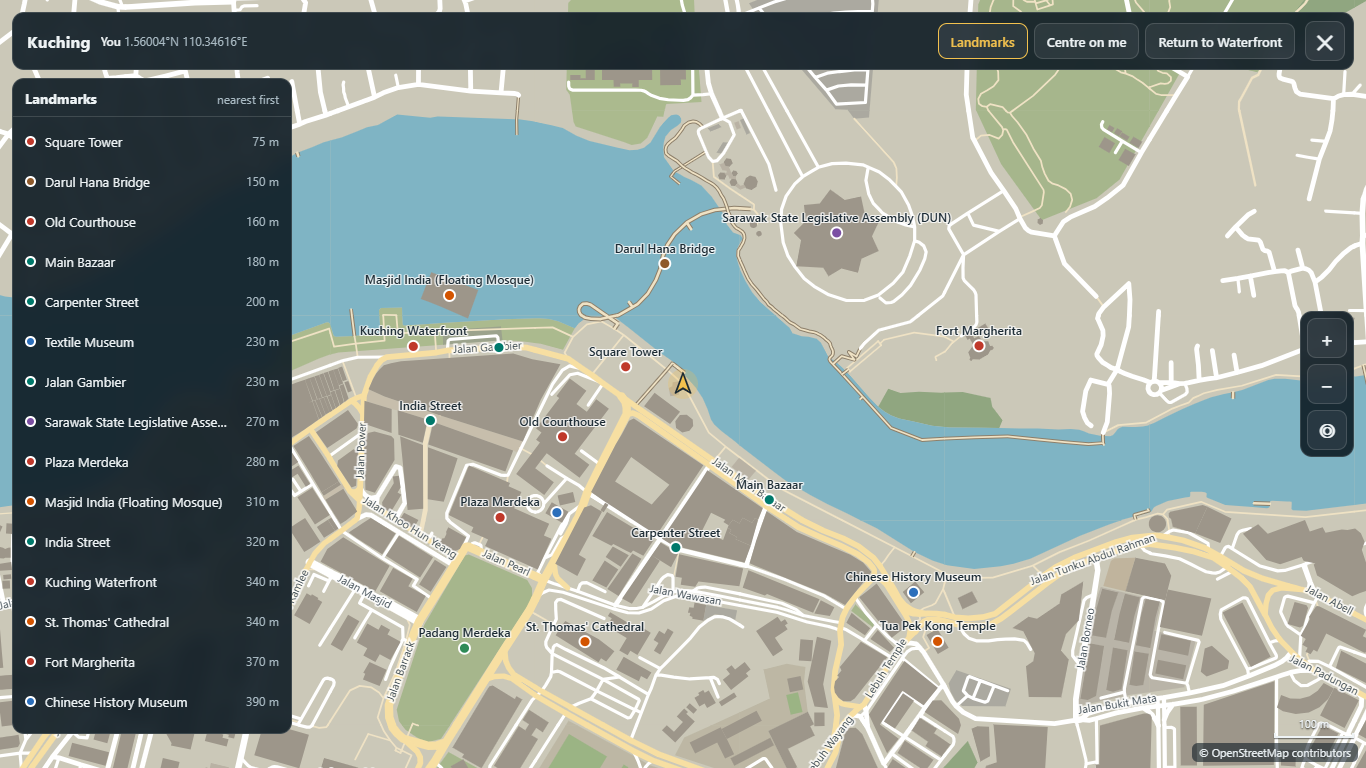 Kuching You 1.56004°N 110.34616°E
Landmarks
Centre on me
Return to Waterfront
Landmarks nearest first
Square Tower 75 m
Darul Hana Bridge 150 m
Old Courthouse 160 m
Main Bazaar 180 m
Carpenter Street 200 m
Textile Museum 230 m
Jalan Gambier 230 m
Sarawak State Legislative Asse... 270 m
Plaza Merdeka 280 m
Masjid India (Floating Mosque) 310 m
India Street 320 m
Kuching Waterfront 340 m
St. Thomas' Cathedral 340 m
Fort Margherita 370 m
Chinese History Museum 390 m
Sarawak State Legislative Assembly (DUN)
Darul Hana Bridge
Masjid India (Floating Mosque)
Kuching Waterfront
Fort Margherita
Jalan Gambier
Square Tower
India Street
Old Courthouse
Jalan Power
Jalan Main Bazaar
Main Bazaar
Plaza Merdeka
Jalan Khoo Hun Yeang
Carpenter Street
Jalan Pearl
Jalan Tunku Abdul Rahman
Chinese History Museum
Jalan Masjid
Jalan Wawasan
Jalan Abell
Padang Merdeka
St. Thomas' Cathedral
Tua Pek Kong Temple
Jalan Borneo
Jalan Barrack
Lebuh Temple
Jalan Padungan
Jalan Bukit Mata
Lebuh Wayang
100 m
© OpenStreetMap contributors